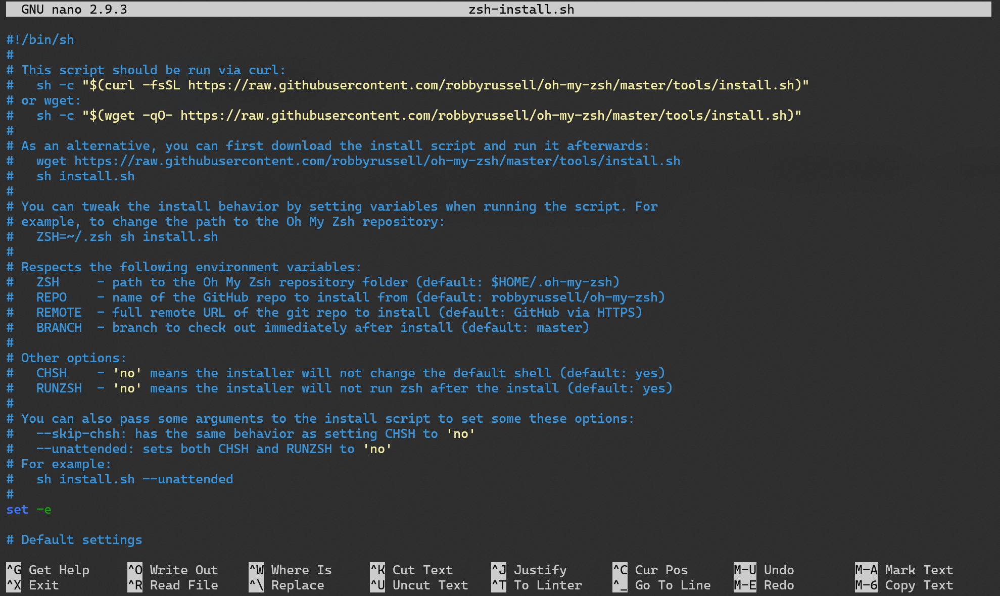 GNU nano 2.9.3 zsh-install.sh
#!/bin/sh
#
# This script should be run via curl:
#   sh -c "$(curl -fsSL https://raw.githubusercontent.com/robbyrussell/oh-my-zsh/master/tools/install.sh)"
# or wget:
#   sh -c "$(wget -qO- https://raw.githubusercontent.com/robbyrussell/oh-my-zsh/master/tools/install.sh)"
#
# As an alternative, you can first download the install script and run it afterwards:
#   wget https://raw.githubusercontent.com/robbyrussell/oh-my-zsh/master/tools/install.sh
#   sh install.sh
#
# You can tweak the install behavior by setting variables when running the script. For
# example, to change the path to the Oh My Zsh repository:
#   ZSH=~/.zsh sh install.sh
#
# Respects the following environment variables:
#   ZSH     - path to the Oh My Zsh repository folder (default: $HOME/.oh-my-zsh)
#   REPO    - name of the GitHub repo to install from (default: robbyrussell/oh-my-zsh)
#   REMOTE  - full remote URL of the git repo to install (default: GitHub via HTTPS)
#   BRANCH  - branch to check out immediately after install (default: master)
#
# Other options:
#   CHSH    - 'no' means the installer will not change the default shell (default: yes)
#   RUNZSH  - 'no' means the installer will not run zsh after the install (default: yes)
#
# You can also pass some arguments to the install script to set some these options:
#   --skip-chsh: has the same behavior as setting CHSH to 'no'
#   --unattended: sets both CHSH and RUNZSH to 'no'
# For example:
#   sh install.sh --unattended
#
set -e
# Default settings
^G Get Help ^O Write Out ^W Where Is ^K Cut Text ^J Justify ^C Cur Pos M-U Undo M-A Mark Text
^X Exit ^R Read File ^\ Replace ^U Uncut Text ^T To Linter ^_ Go To Line M-E Redo M-6 Copy Text